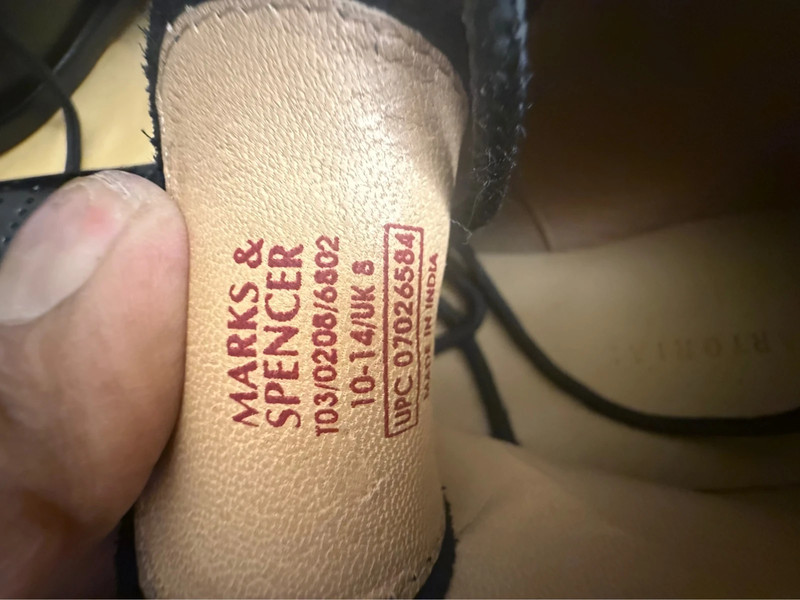 MARKS &
SPENCER
T03/0208/6802
10-14/UK 8
UPC 07026584
MADE IN INDIA